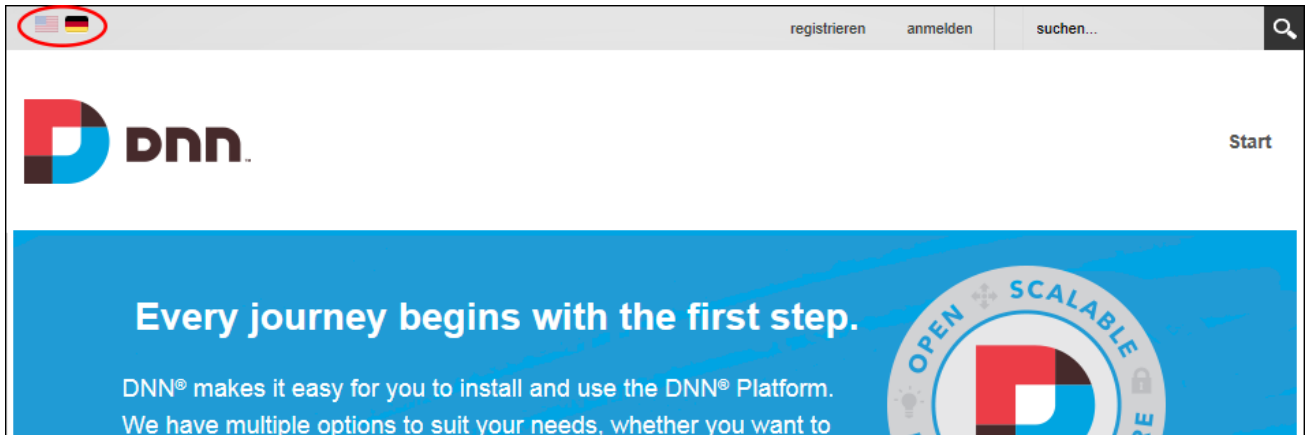 registrieren anmelden suchen...
DNN
Start
Every journey begins with the first step.
OPEN SCALABLE
DNN® makes it easy for you to install and use the DNN® Platform.
We have multiple options to suit your needs, whether you want to